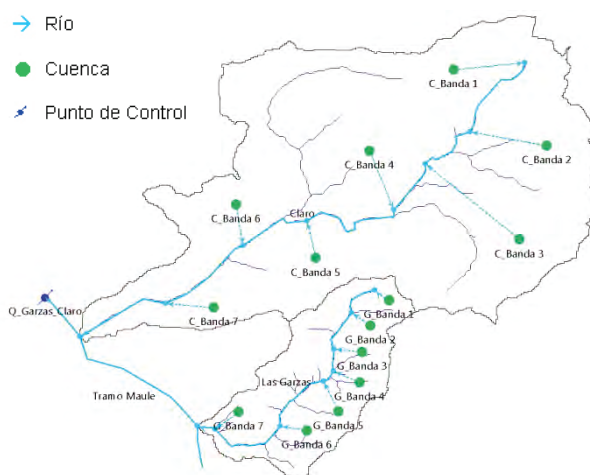 Río
Cuenca
Punto de Control
C_Banda 1
C_Banda 2
C_Banda 4
C_Banda 6
Claro
C_Banda 3
C_Banda 5
Q_Garzas_Claro
C_Banda 7
G_Banda 1
G_Banda 2
G_Banda 3
Las Garzas
Tramo Maule
G_Banda 4
G_Banda 5
G_Banda 7
G_Banda 6